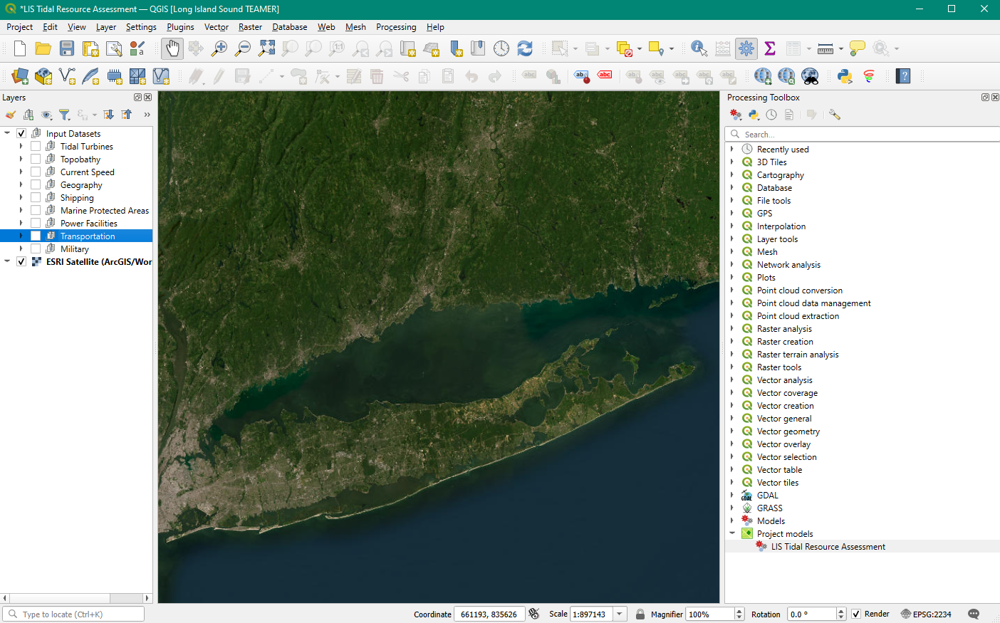 *LIS Tidal Resource Assessment — QGIS [Long Island Sound TEAMER]
Project Edit View Layer Settings Plugins Vector Raster Database Web Mesh Processing Help
Layers
Processing Toolbox
Search...
Input Datasets
Tidal Turbines
Topobathy
Current Speed
Geography
Shipping
Marine Protected Areas
Power Facilities
Transportation
Military
ESRI Satellite (ArcGIS/Wor
Recently used
3D Tiles
Cartography
Database
File tools
GPS
Interpolation
Layer tools
Mesh
Network analysis
Plots
Point cloud conversion
Point cloud data management
Point cloud extraction
Raster analysis
Raster creation
Raster terrain analysis
Raster tools
Vector analysis
Vector coverage
Vector creation
Vector general
Vector geometry
Vector overlay
Vector selection
Vector table
Vector tiles
GDAL
GRASS
Models
Project models
LIS Tidal Resource Assessment
Type to locate (Ctrl+K)
Coordinate 661193, 835626 Scale 1:897143 Magnifier 100% Rotation 0.0 ° Render EPSG:2234